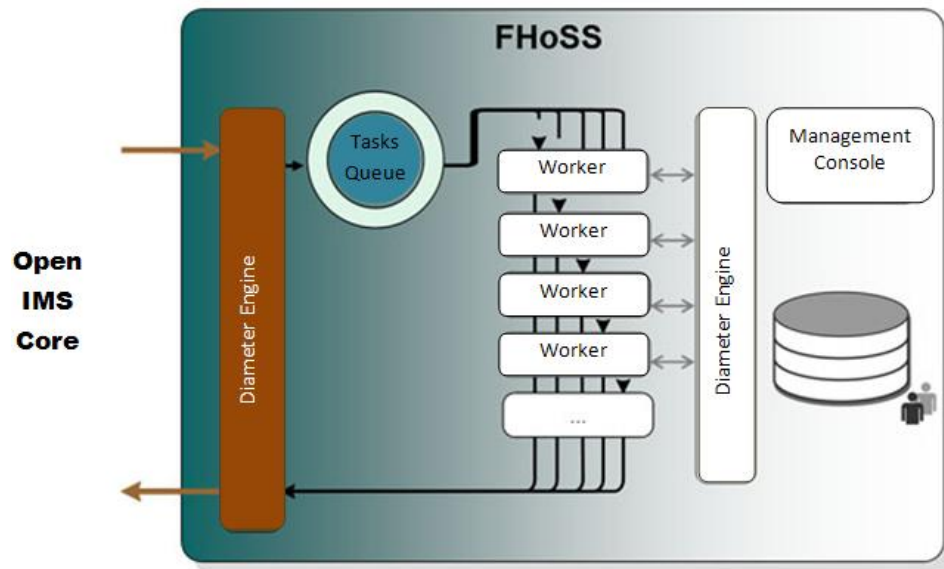 FHoSS
Open
IMS
Core
Diameter Engine
Tasks
Queue
Worker
Worker
Worker
Worker
...
Diameter Engine
Management
Console